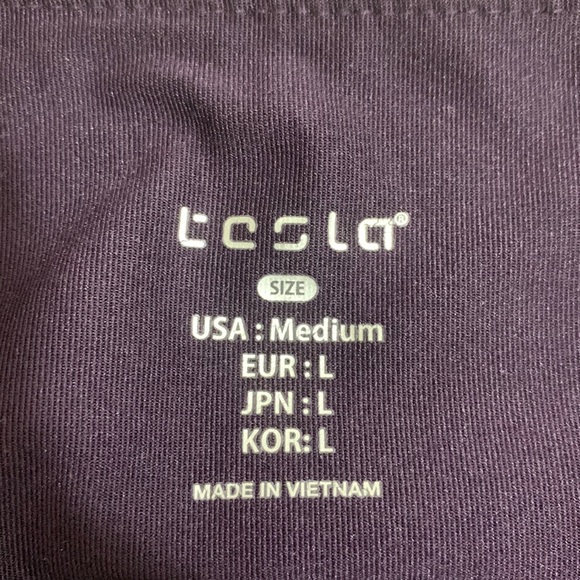 tesla®
SIZE
USA : Medium
EUR : L
JPN : L
KOR: L
MADE IN VIETNAM